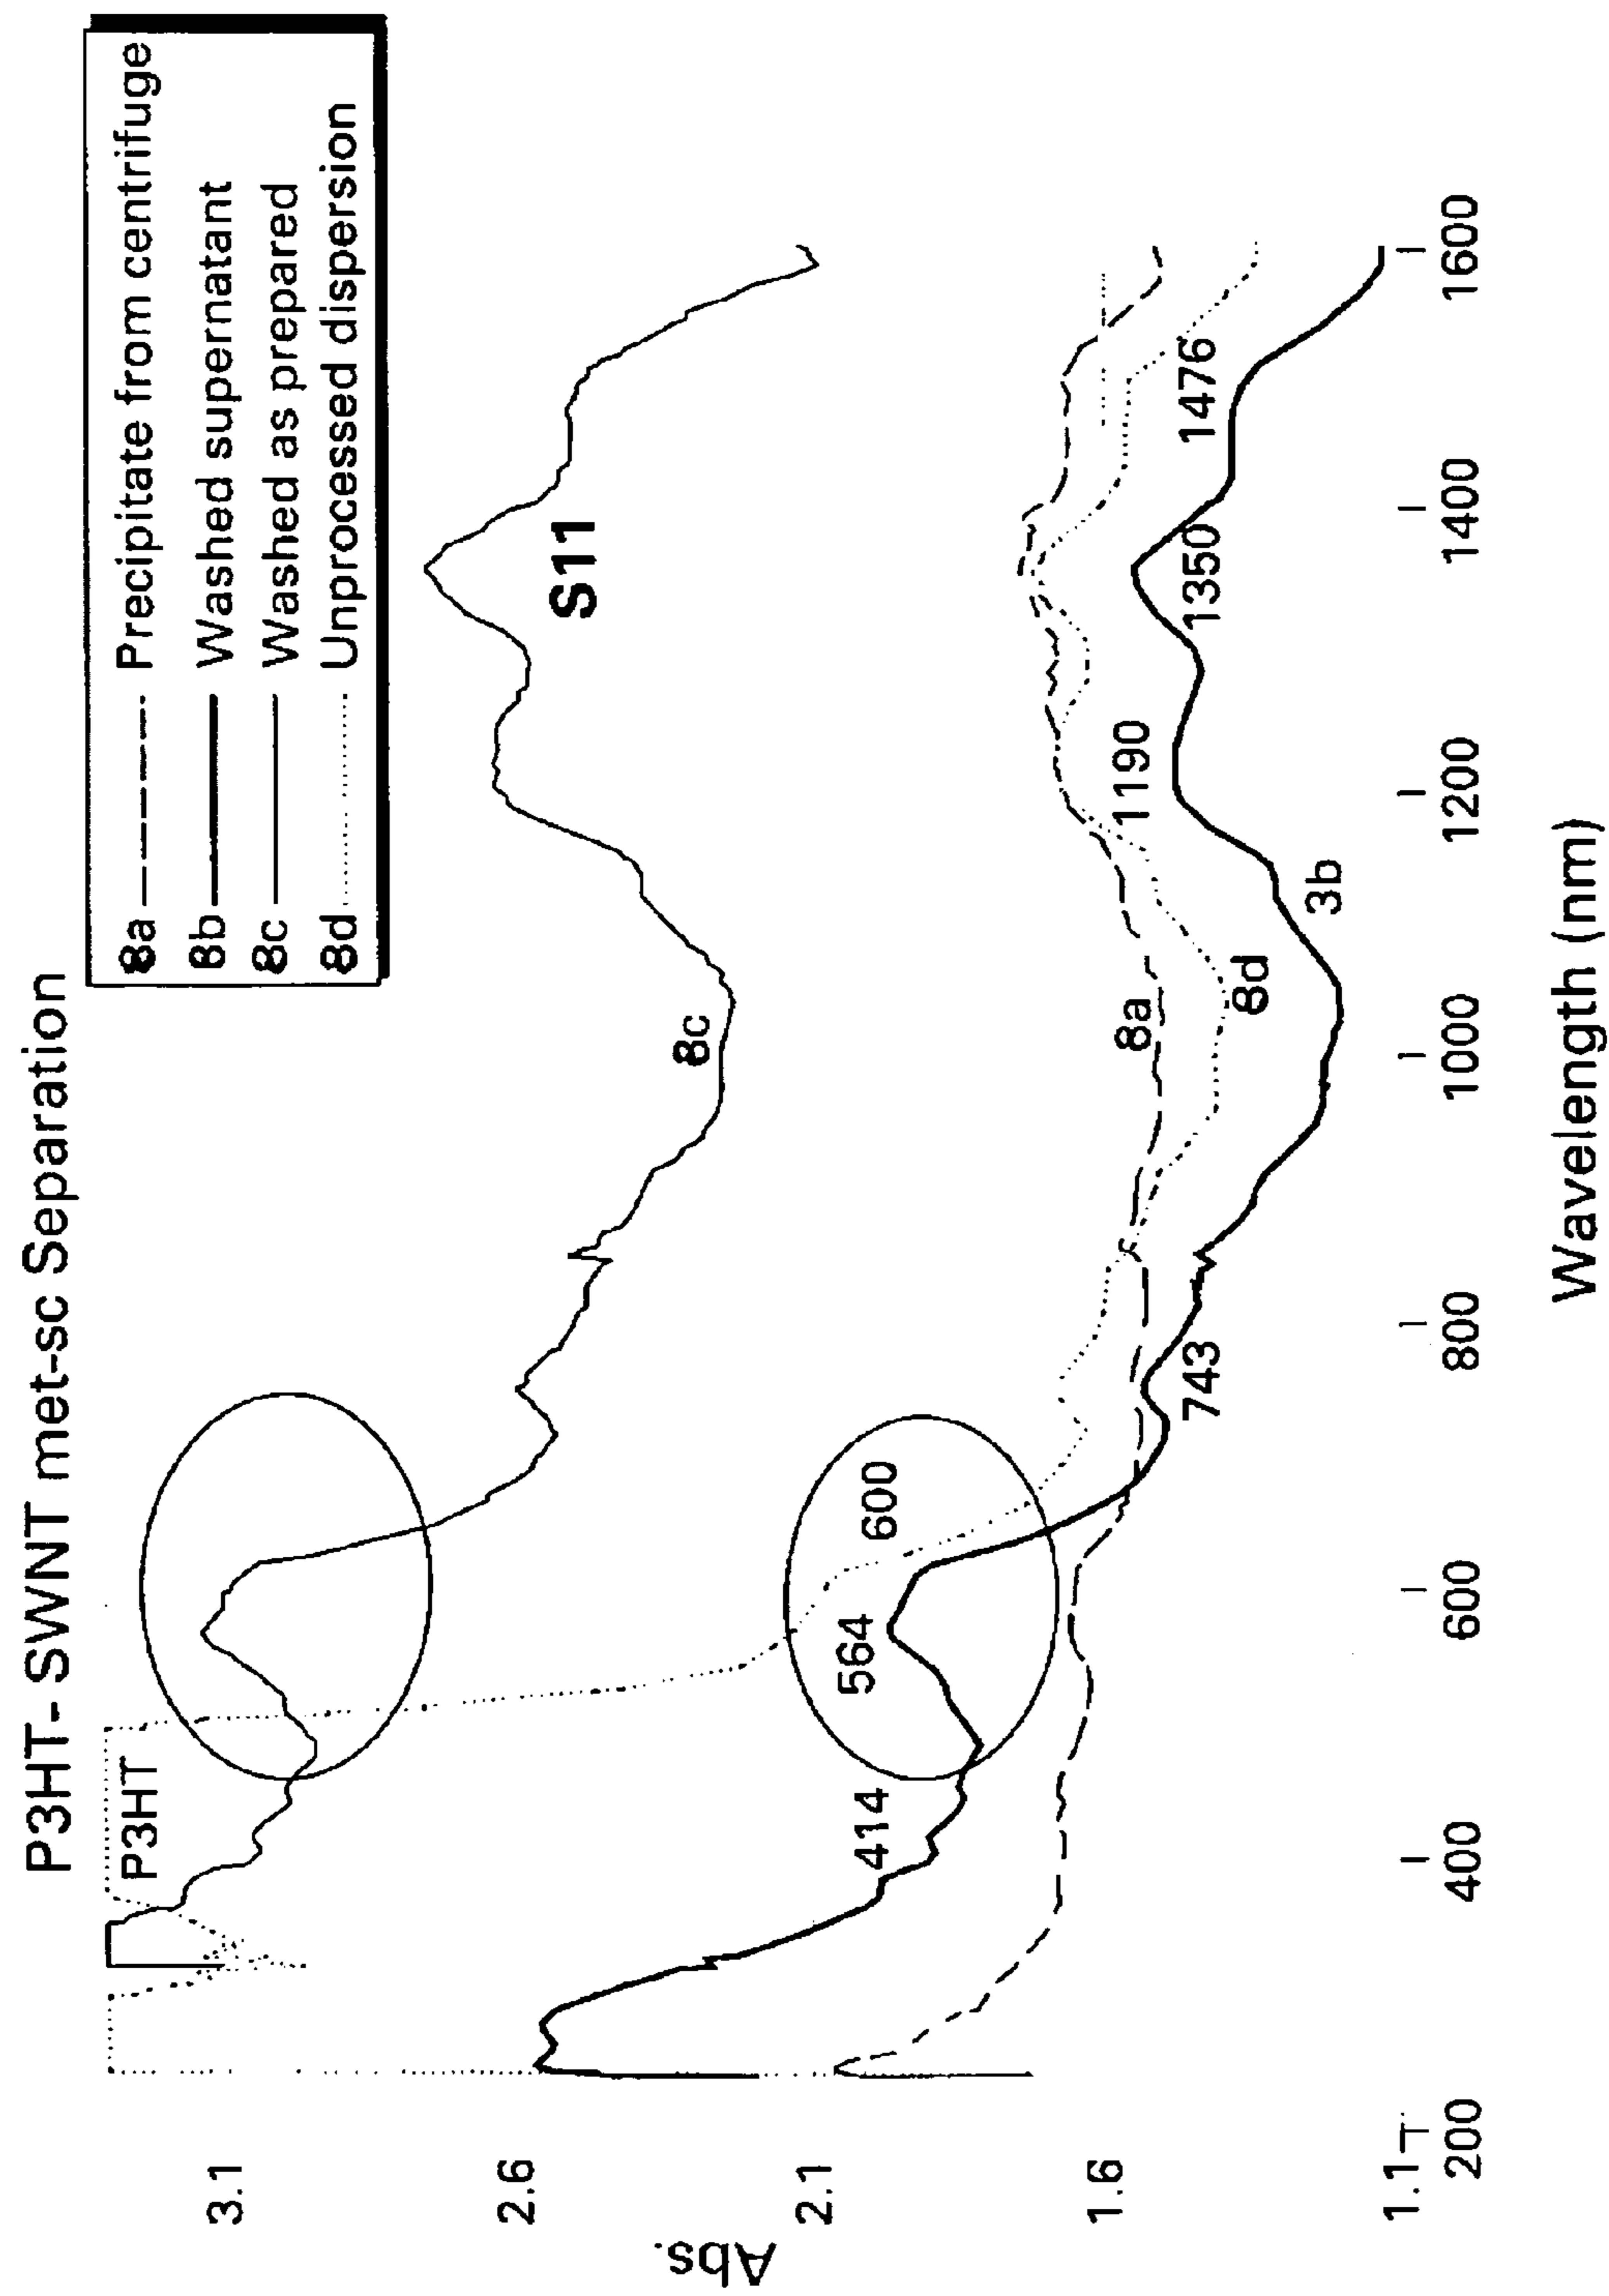 P3HT-SWNT met-sc Separation
8a Precipitate from centrifuge
8b Washed supernatant
8c Washed as prepared
8d Unprocessed dispersion
P3HT
S11
8c
600
564
414
743
1190
1350
1476
8a
8d
3b
Abs.
3.1
2.6
2.1
1.6
1.1
200
400
600
800
1000
1200
1400
1600
Wavelength (nm)